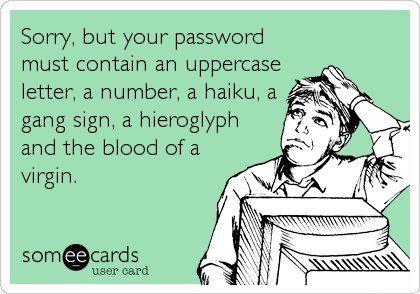 Sorry, but your password
must contain an uppercase
letter, a number, a haiku, a
gang sign, a hieroglyph
and the blood of a
virgin.
someecards
user card